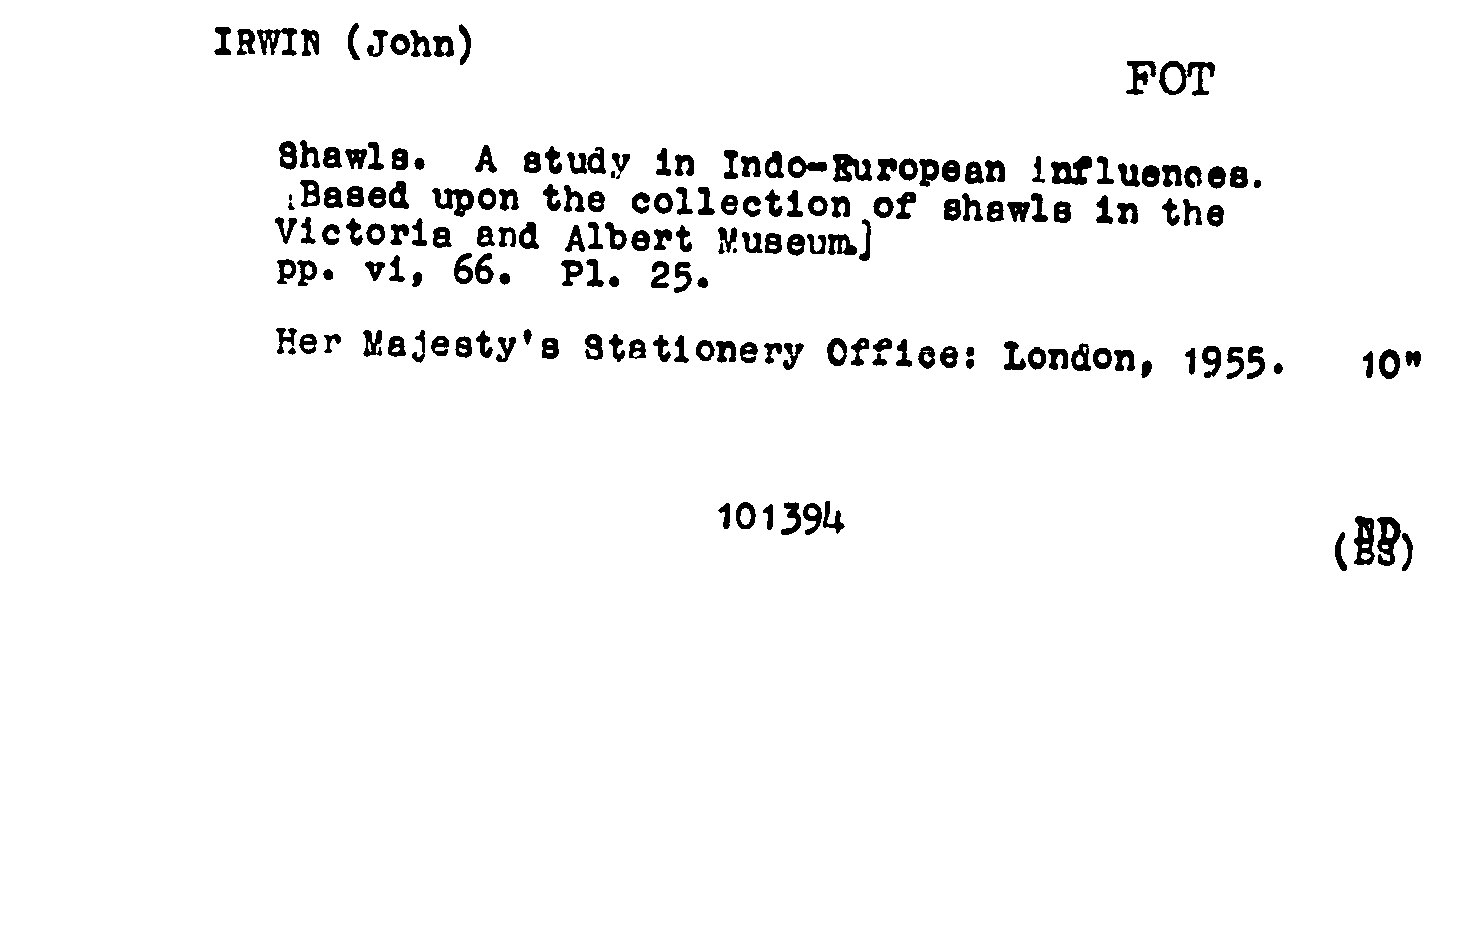 IRWIN (John)
FOT
Shawls. A study in Indo-European influences.
[Based upon the collection of shawls in the
Victoria and Albert Museum]
pp. vi, 66. Pl. 25.
Her Majesty's Stationery Office: London, 1955. 10"
101394
ND
(BS)